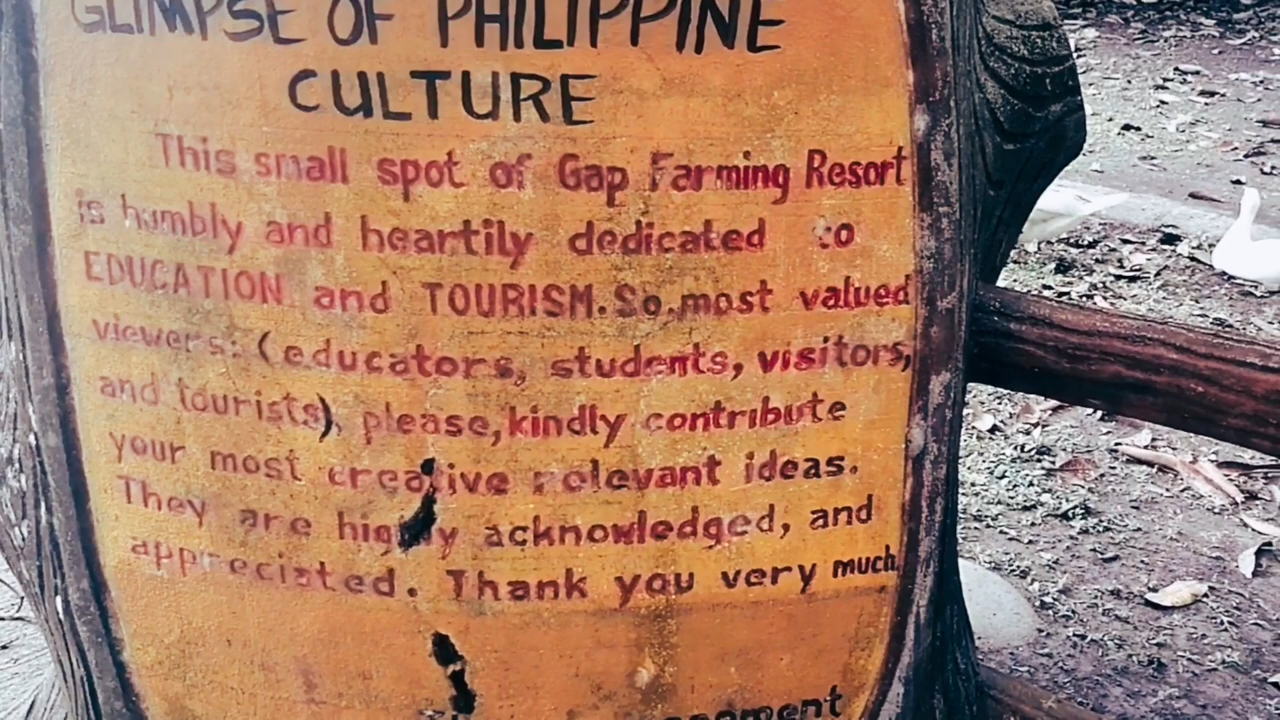 GLIMPSE OF PHILIPPINE
CULTURE
This small spot of Gap Farming Resort
is humbly and heartily dedicated to
EDUCATION and TOURISM. So, most valued
viewers: (educators, students, visitors,
and tourists), please, kindly contribute
your most creative relevant ideas.
They are highly acknowledged, and
appreciated. Thank you very much